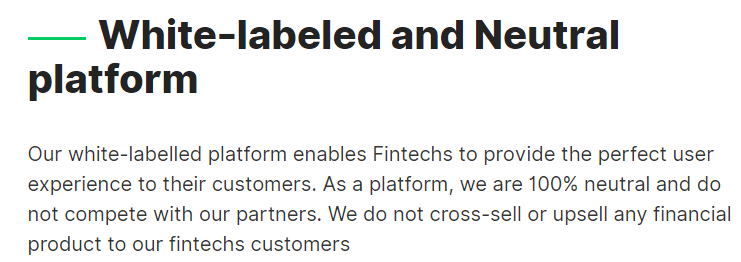 White-labeled and Neutral
platform
Our white-labelled platform enables Fintechs to provide the perfect user
experience to their customers. As a platform, we are 100% neutral and do
not compete with our partners. We do not cross-sell or upsell any financial
product to our fintechs customers